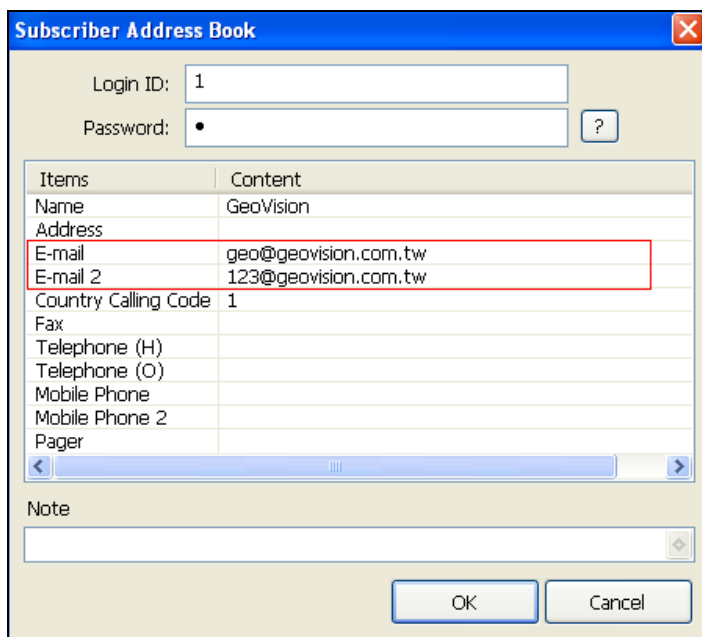 Subscriber Address Book
Login ID: 1
Password: •
?
Items Content
Name GeoVision
Address
E-mail geo@geovision.com.tw
E-mail 2 123@geovision.com.tw
Country Calling Code 1
Fax
Telephone (H)
Telephone (O)
Mobile Phone
Mobile Phone 2
Pager
Note
OK Cancel